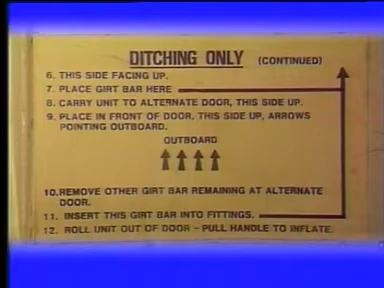 DITCHING ONLY (CONTINUED)
6. THIS SIDE FACING UP.
7. PLACE GIRT BAR HERE
8. CARRY UNIT TO ALTERNATE DOOR, THIS SIDE UP.
9. PLACE IN FRONT OF DOOR, THIS SIDE UP, ARROWS
POINTING OUTBOARD.
OUTBOARD
10. REMOVE OTHER GIRT BAR REMAINING AT ALTERNATE
DOOR.
11. INSERT THIS GIRT BAR INTO FITTINGS.
12. ROLL UNIT OUT OF DOOR - PULL HANDLE TO INFLATE.